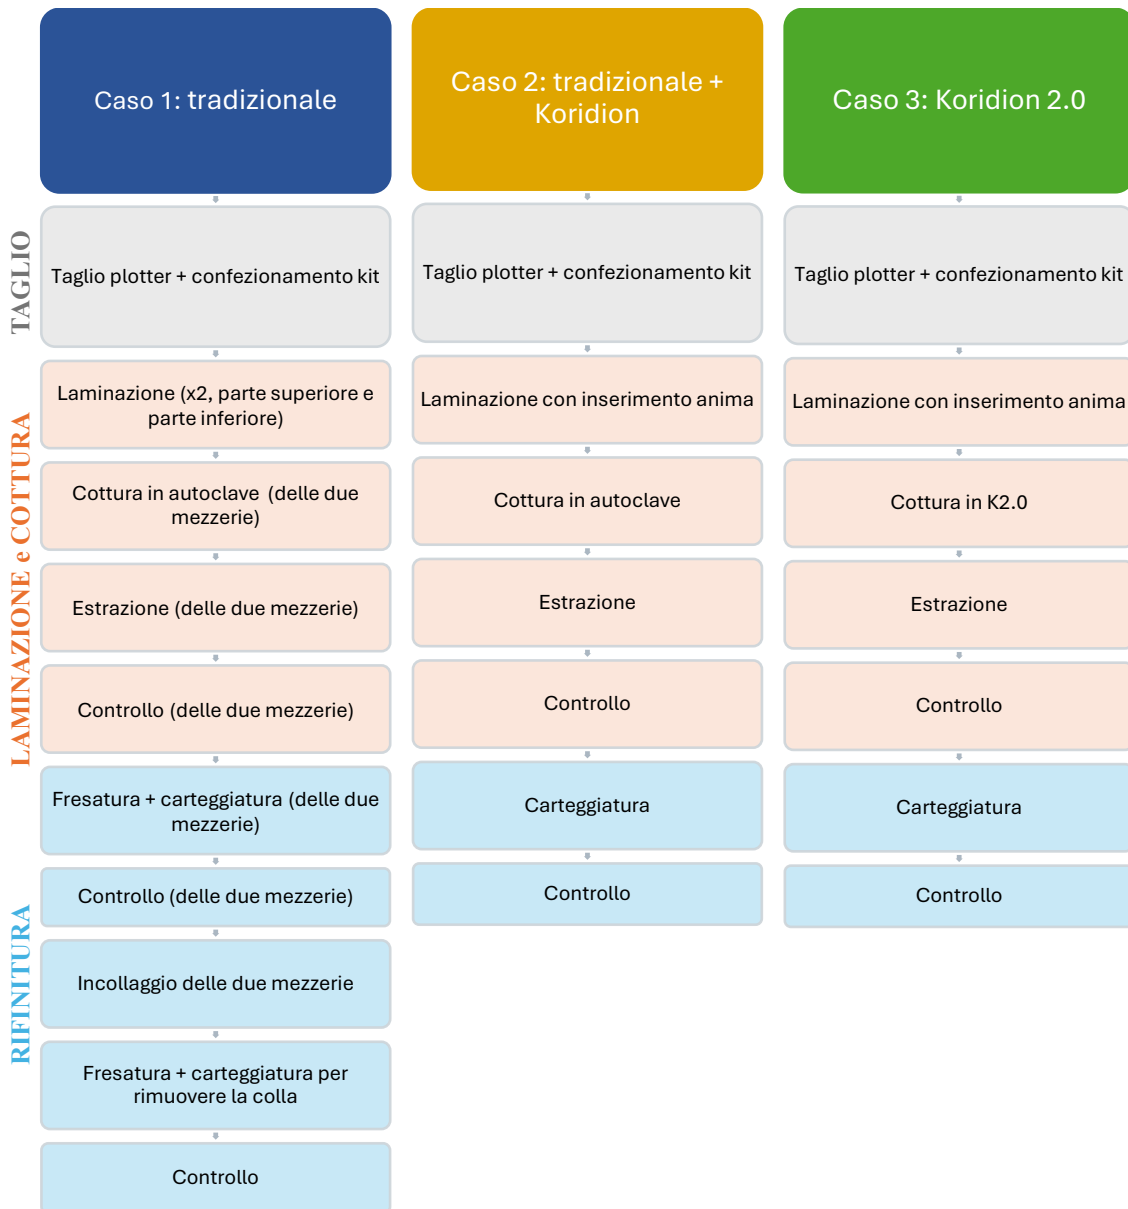 Caso 1: tradizionale
TAGLIO
Taglio plotter + confezionamento kit
LAMINAZIONE e COTTURA
Laminazione (x2, parte superiore e
parte inferiore)
Cottura in autoclave (delle due
mezzerie)
Estrazione (delle due mezzerie)
Controllo (delle due mezzerie)
RIFINITURA
Fresatura + carteggiatura (delle due
mezzerie)
Controllo (delle due mezzerie)
Incollaggio delle due mezzerie
Fresatura + carteggiatura per
rimuovere la colla
Controllo
Caso 2: tradizionale +
Koridion
Taglio plotter + confezionamento kit
Laminazione con inserimento anima
Cottura in autoclave
Estrazione
Controllo
Carteggiatura
Controllo
Caso 3: Koridion 2.0
Taglio plotter + confezionamento kit
Laminazione con inserimento anima
Cottura in K2.0
Estrazione
Controllo
Carteggiatura
Controllo